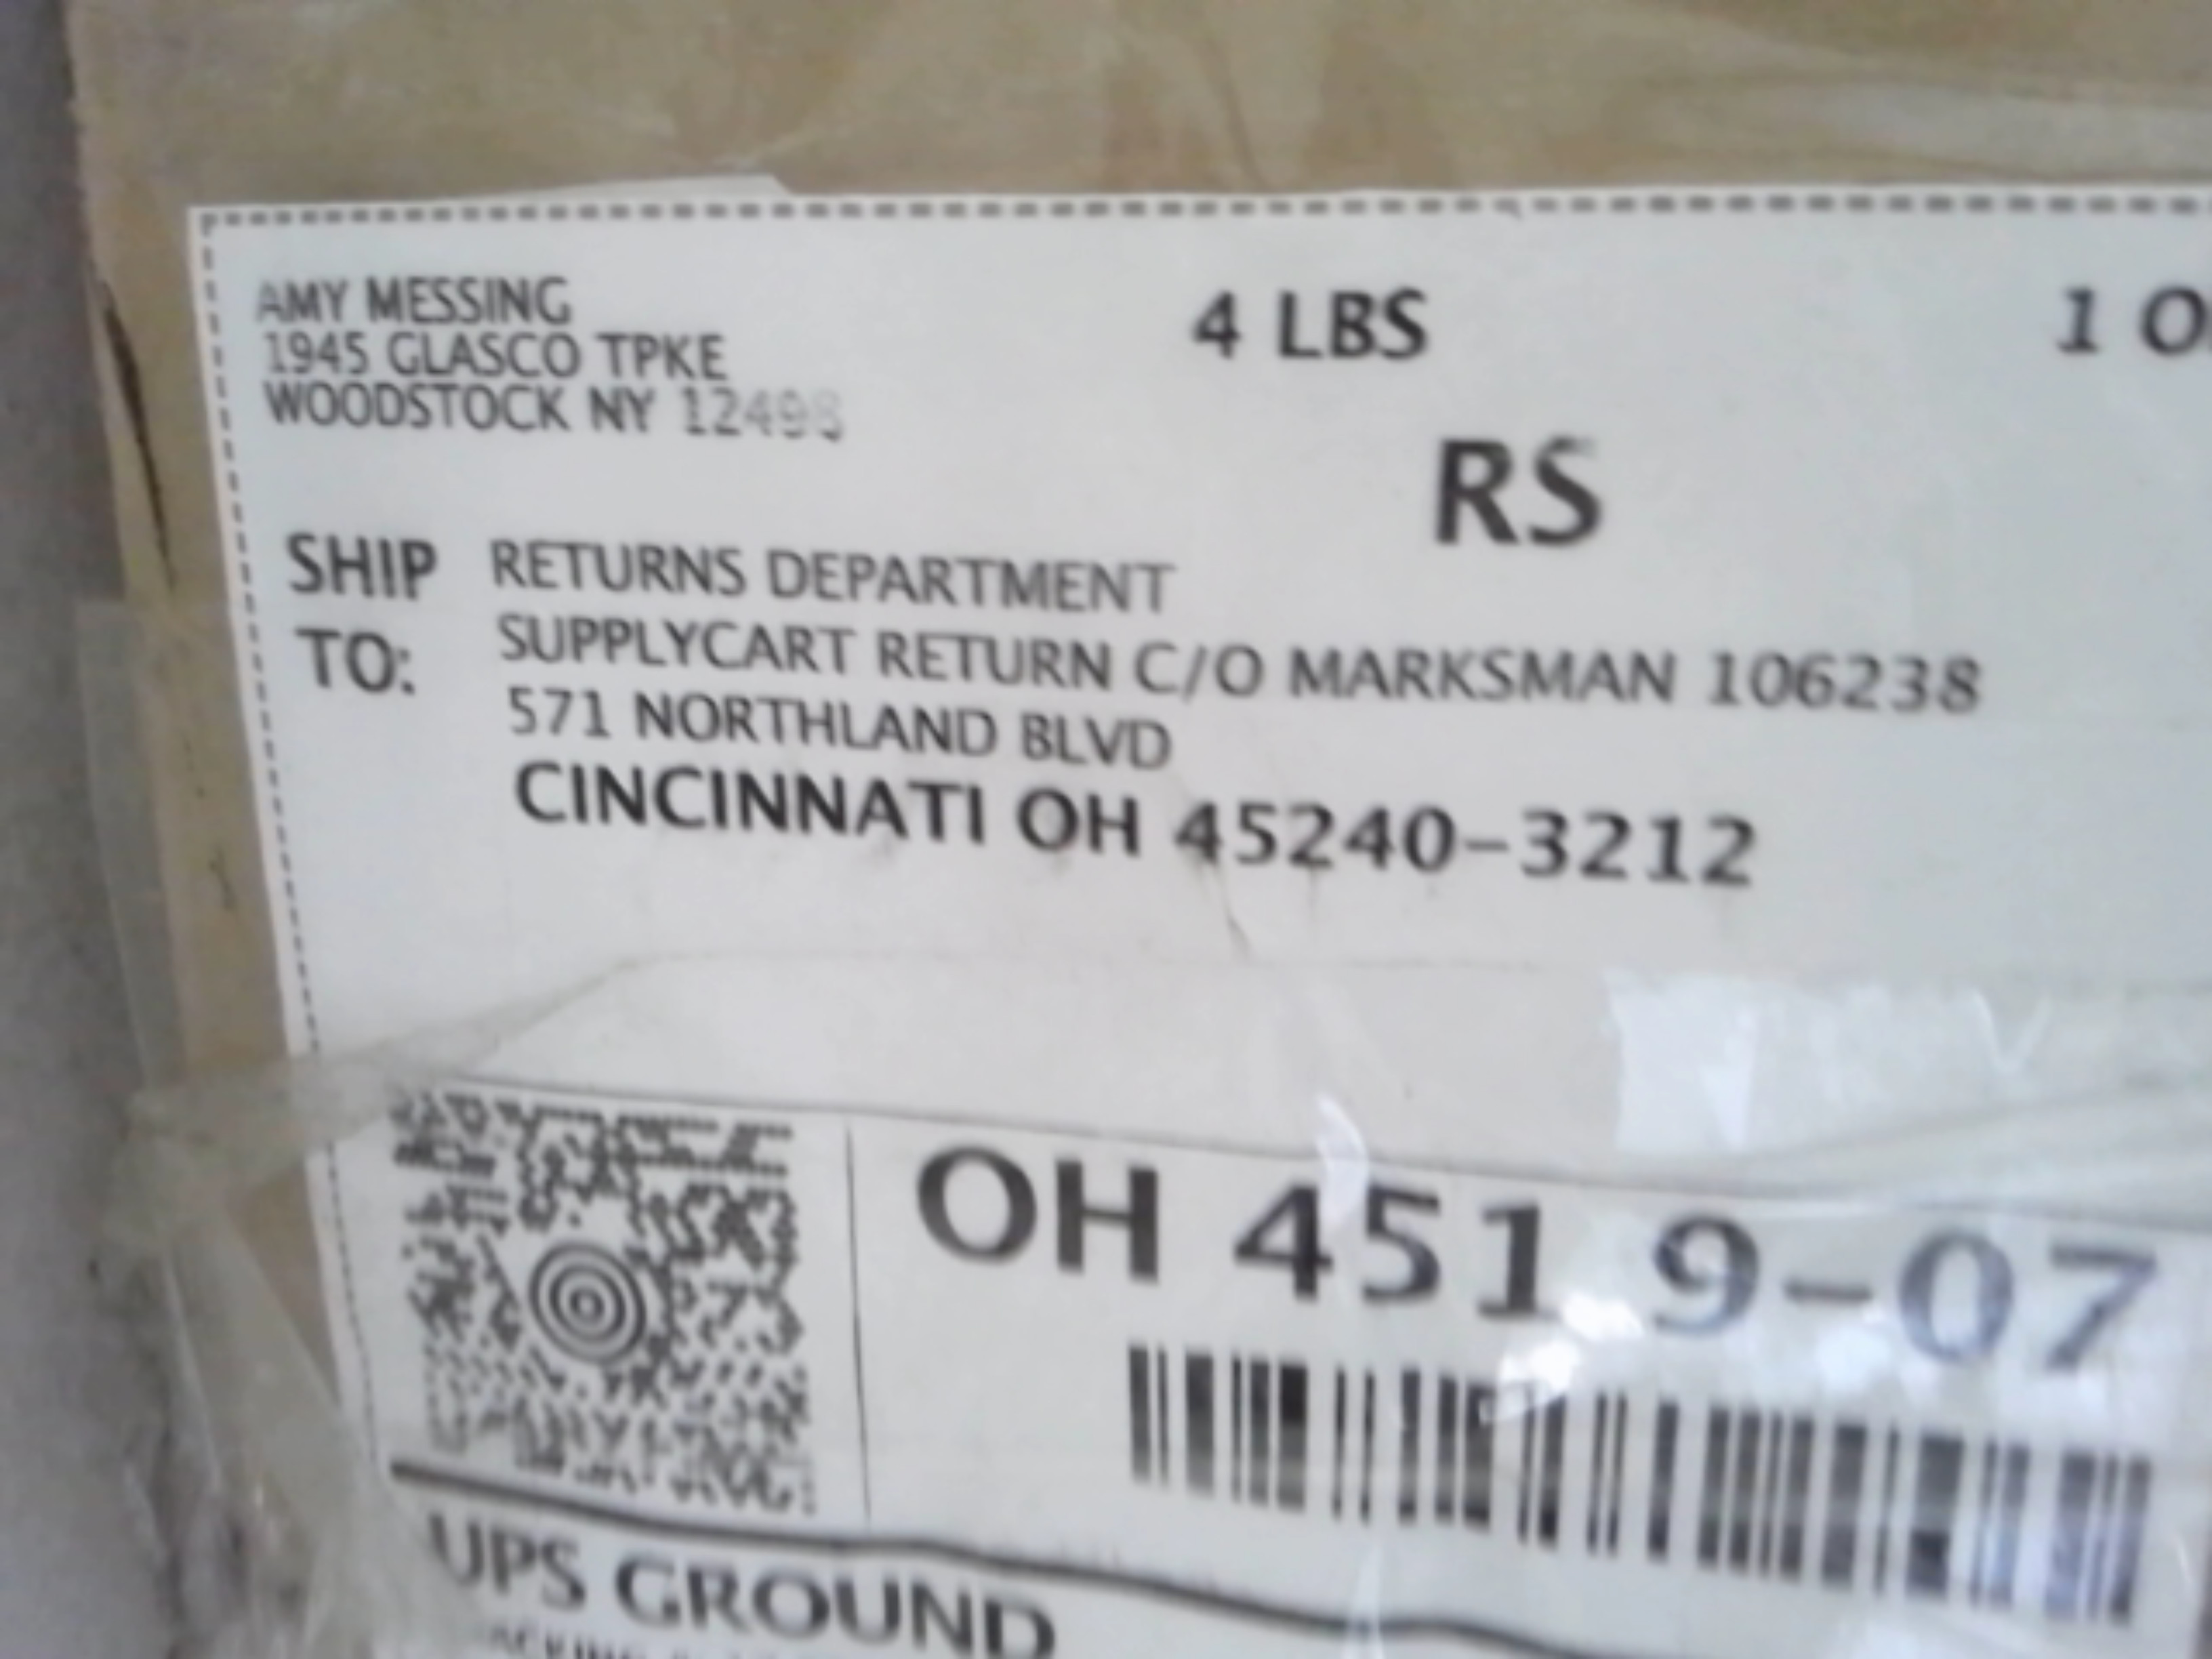 AMY MESSING
4 LBS
1
1945 GLASCO TPKE
WOODSTOCK NY 12498
RS
SHIP TO:
RETURNS DEPARTMENT
SUPPLYCART RETURN C/O MARKSMAN 106238
571 NORTHLAND BLVD
CINCINNATI OH 45240-3212
OH 451 9-07
UPS GROUND